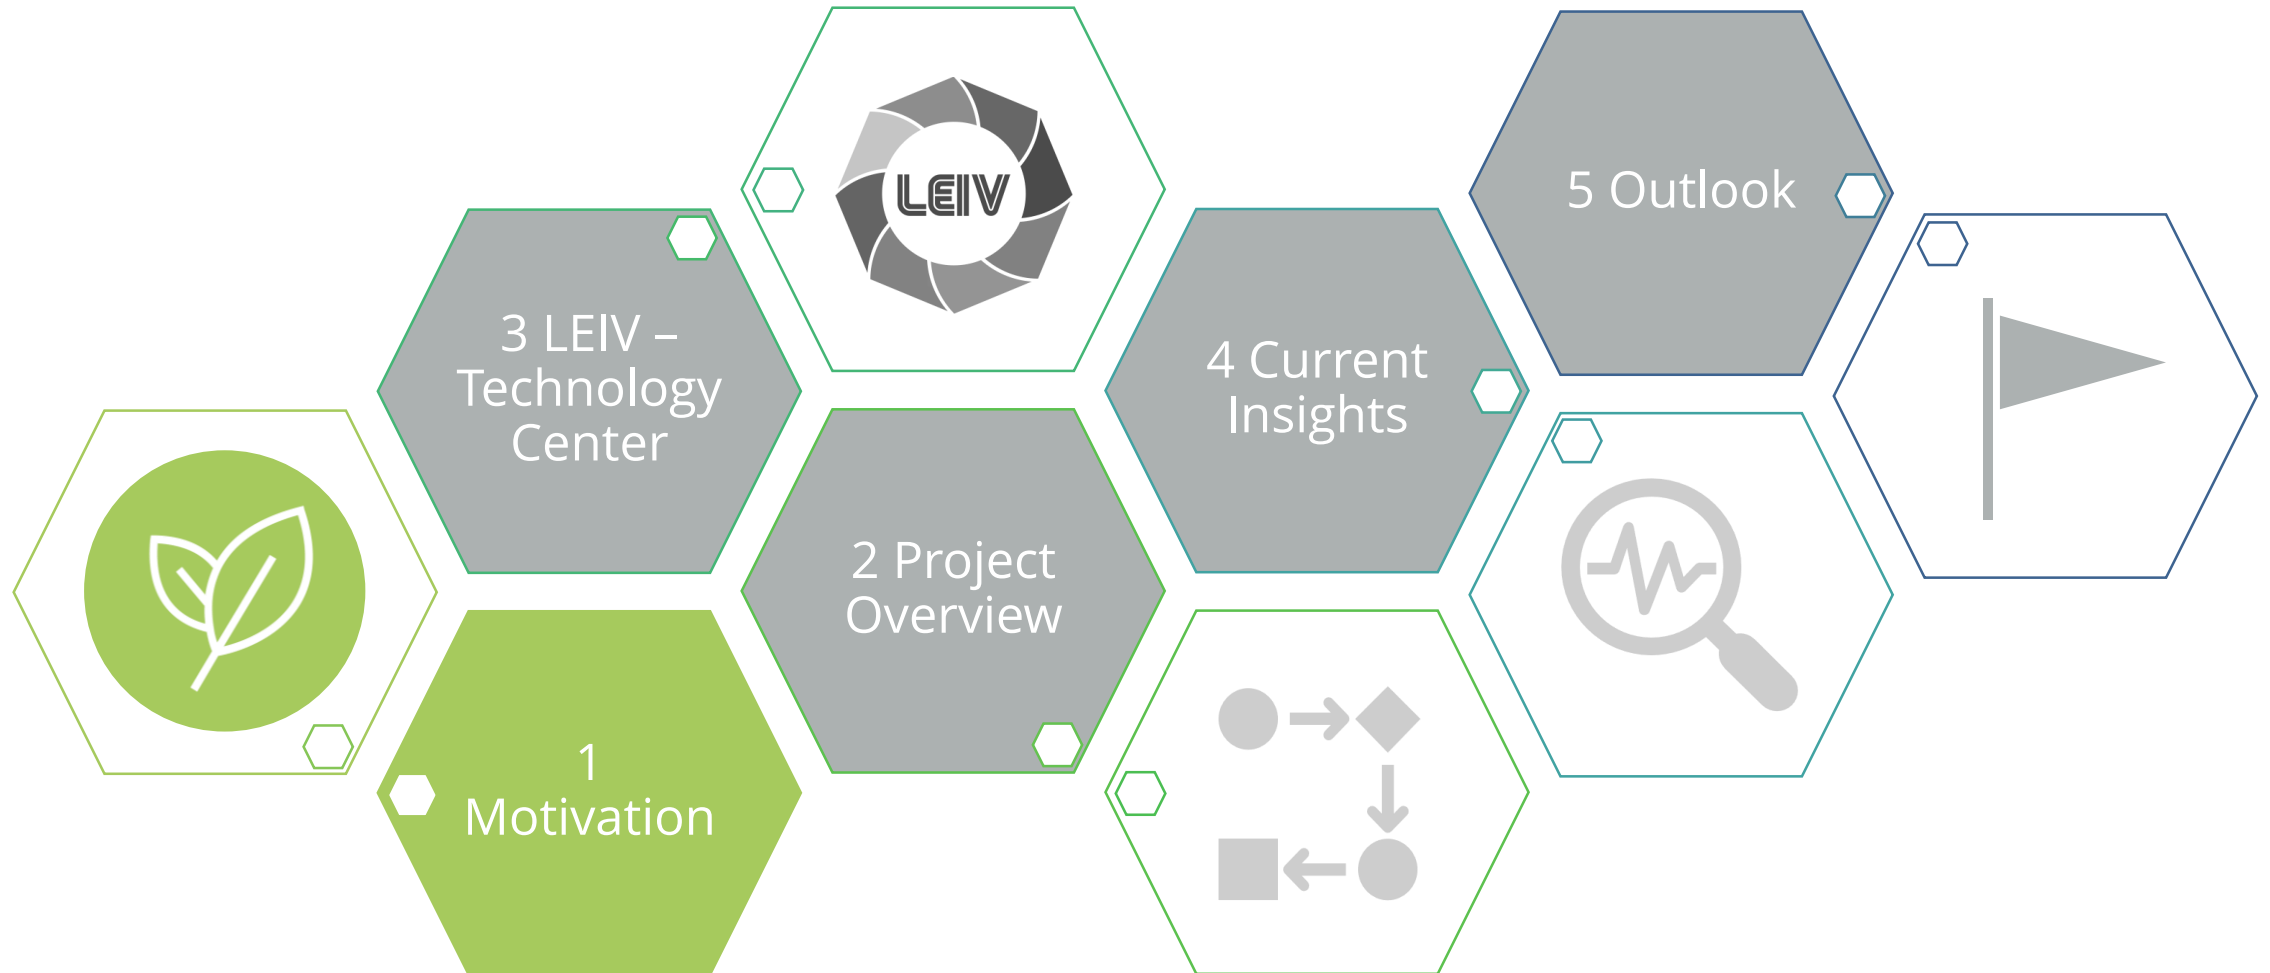 LEIV
5 Outlook
3 LEIV –
Technology
Center
4 Current
Insights
2 Project
Overview
1
Motivation